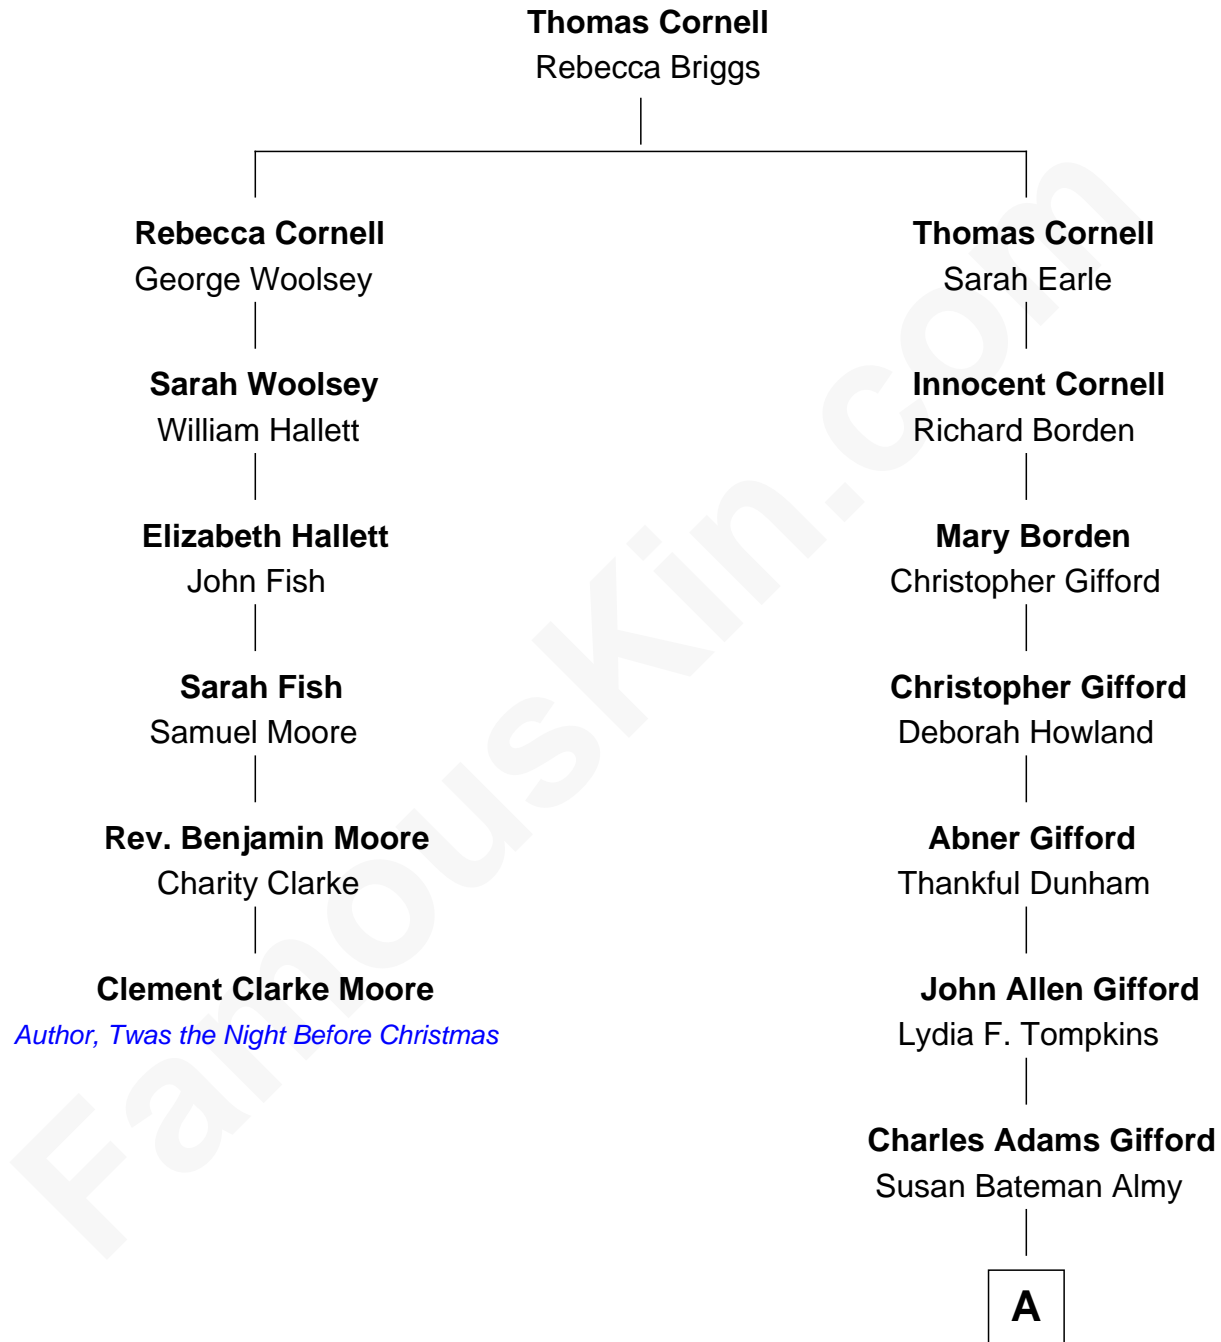 Thomas Cornell
Rebecca Briggs
Rebecca Cornell
George Woolsey
Sarah Woolsey
William Hallett
Elizabeth Hallett
John Fish
Sarah Fish
Samuel Moore
Rev. Benjamin Moore
Charity Clarke
Clement Clarke Moore
Author, Twas the Night Before Christmas
Thomas Cornell
Sarah Earle
Innocent Cornell
Richard Borden
Mary Borden
Christopher Gifford
Christopher Gifford
Deborah Howland
Abner Gifford
Thankful Dunham
John Allen Gifford
Lydia F. Tompkins
Charles Adams Gifford
Susan Bateman Almy
A
FamousKin.com